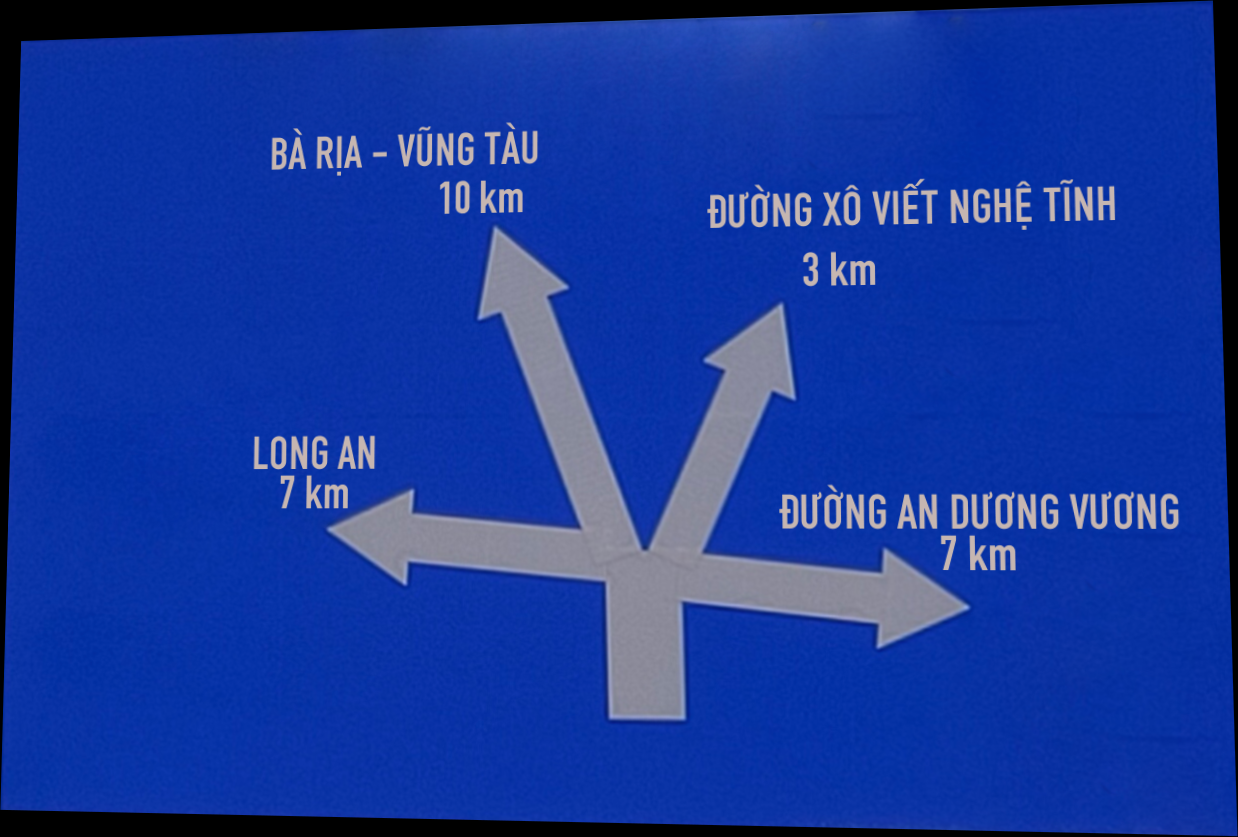 BÀ RỊA - VŨNG TÀU
10 km
ĐƯỜNG XÔ VIẾT NGHỆ TĨNH
3 km
LONG AN
7 km
ĐƯỜNG AN DƯƠNG VƯƠNG
7 km